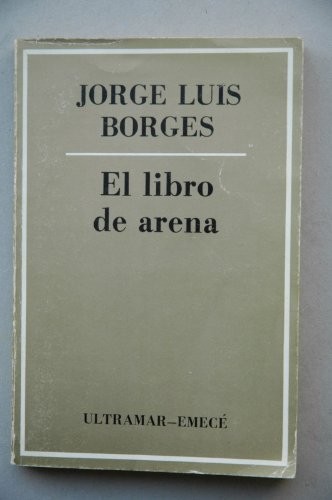 JORGE LUIS
BORGES
El libro
de arena
ULTRAMAR–EMECÉ